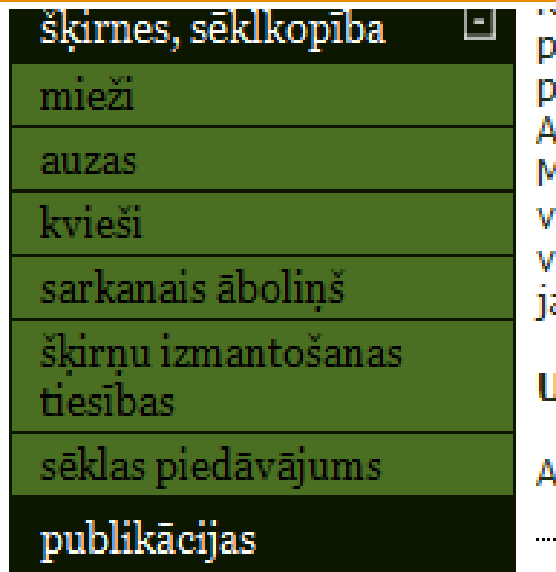 šķirnes, sēklkopība
mieži
auzas
kvieši
sarkanais āboliņš
šķirņu izmantošanas
tiesības
sēklas piedāvājums
publikācijas